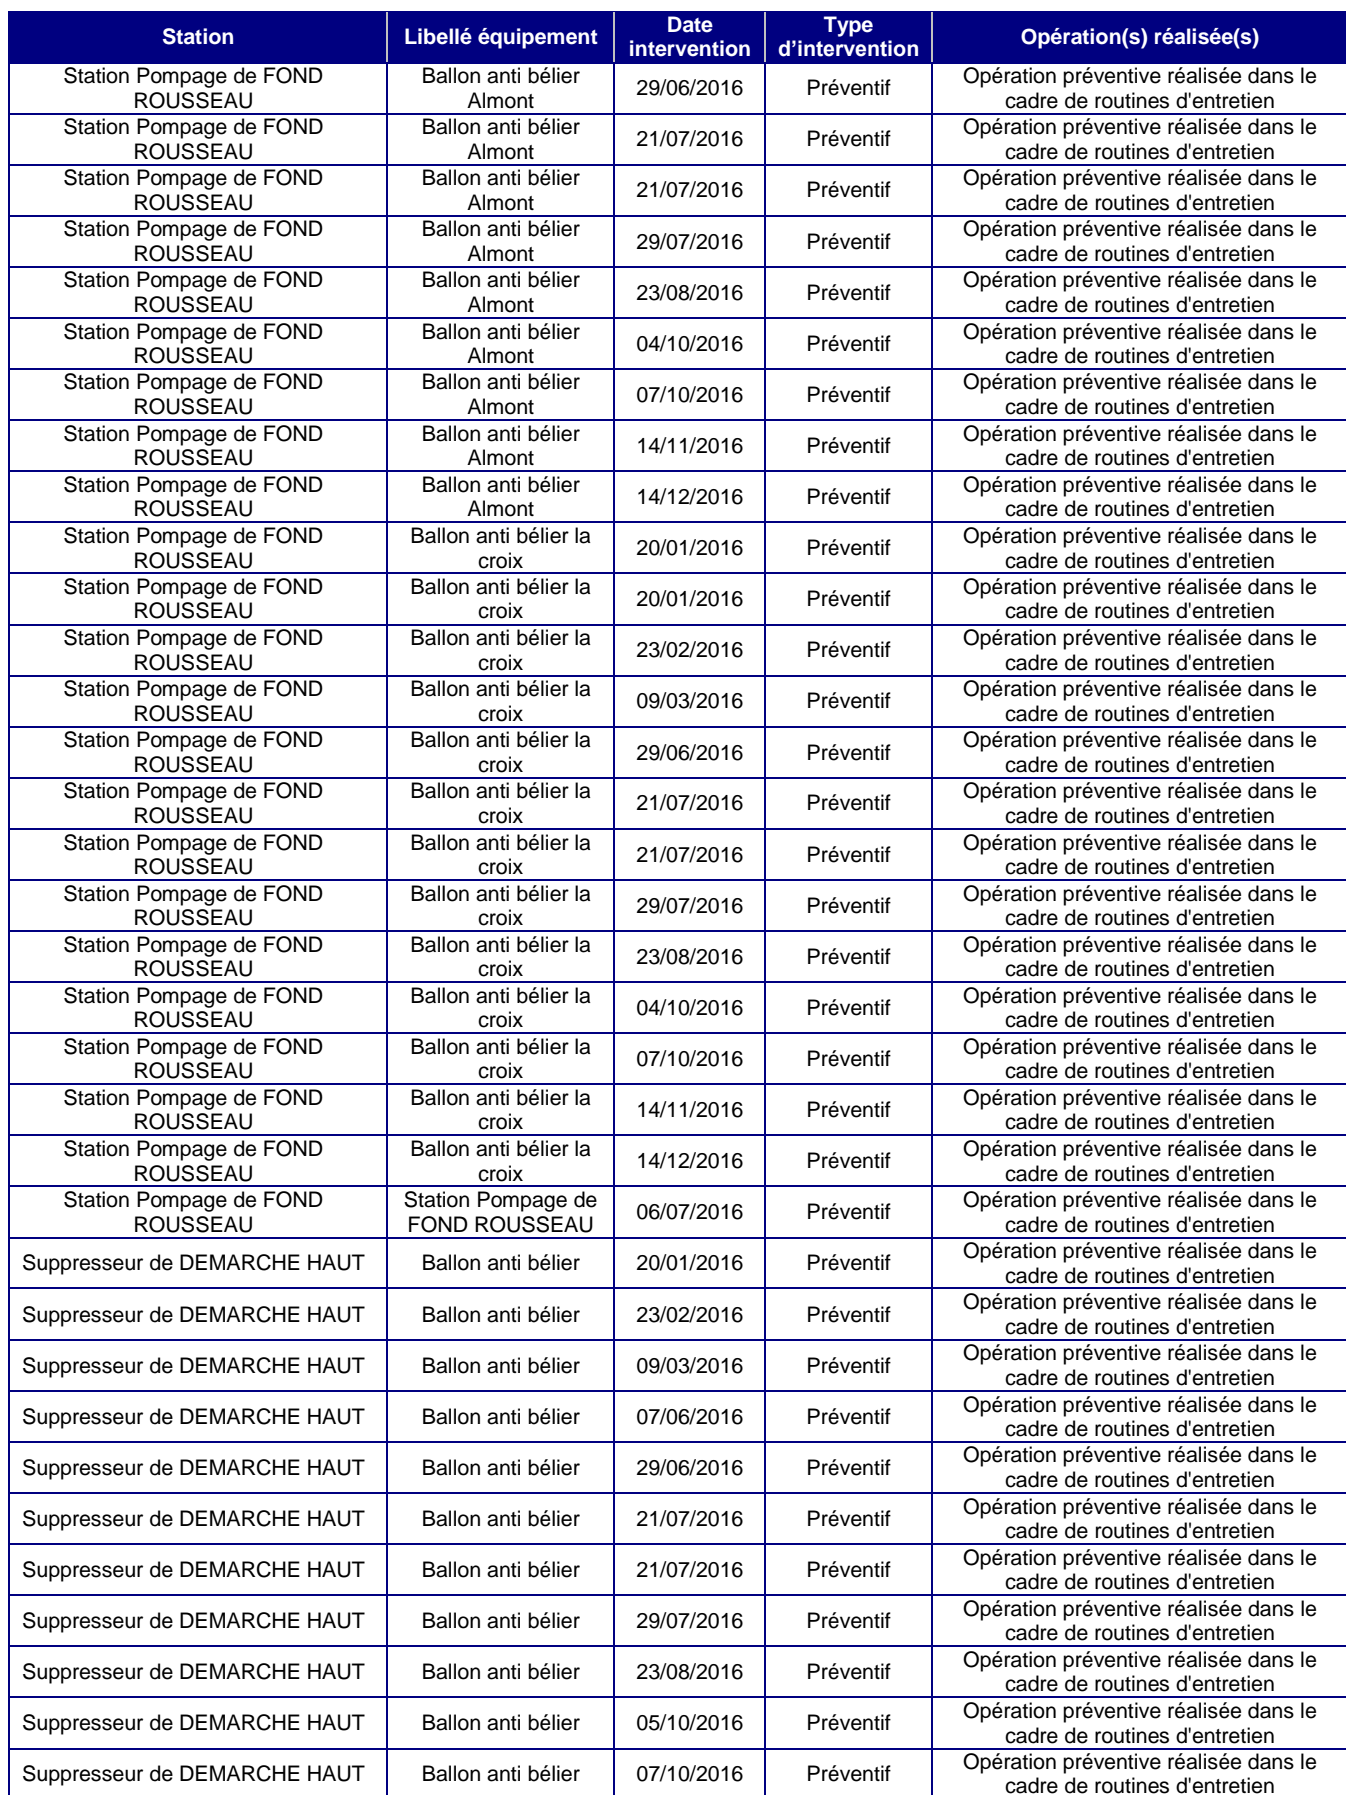 Station | Libellé équipement | Date intervention | Type d’intervention | Opération(s) réalisée(s)
Station Pompage de FOND ROUSSEAU | Ballon anti bélier Almont | 29/06/2016 | Préventif | Opération préventive réalisée dans le cadre de routines d'entretien
Station Pompage de FOND ROUSSEAU | Ballon anti bélier Almont | 21/07/2016 | Préventif | Opération préventive réalisée dans le cadre de routines d'entretien
Station Pompage de FOND ROUSSEAU | Ballon anti bélier Almont | 21/07/2016 | Préventif | Opération préventive réalisée dans le cadre de routines d'entretien
Station Pompage de FOND ROUSSEAU | Ballon anti bélier Almont | 29/07/2016 | Préventif | Opération préventive réalisée dans le cadre de routines d'entretien
Station Pompage de FOND ROUSSEAU | Ballon anti bélier Almont | 23/08/2016 | Préventif | Opération préventive réalisée dans le cadre de routines d'entretien
Station Pompage de FOND ROUSSEAU | Ballon anti bélier Almont | 04/10/2016 | Préventif | Opération préventive réalisée dans le cadre de routines d'entretien
Station Pompage de FOND ROUSSEAU | Ballon anti bélier Almont | 07/10/2016 | Préventif | Opération préventive réalisée dans le cadre de routines d'entretien
Station Pompage de FOND ROUSSEAU | Ballon anti bélier Almont | 14/11/2016 | Préventif | Opération préventive réalisée dans le cadre de routines d'entretien
Station Pompage de FOND ROUSSEAU | Ballon anti bélier Almont | 14/12/2016 | Préventif | Opération préventive réalisée dans le cadre de routines d'entretien
Station Pompage de FOND ROUSSEAU | Ballon anti bélier la croix | 20/01/2016 | Préventif | Opération préventive réalisée dans le cadre de routines d'entretien
Station Pompage de FOND ROUSSEAU | Ballon anti bélier la croix | 20/01/2016 | Préventif | Opération préventive réalisée dans le cadre de routines d'entretien
Station Pompage de FOND ROUSSEAU | Ballon anti bélier la croix | 23/02/2016 | Préventif | Opération préventive réalisée dans le cadre de routines d'entretien
Station Pompage de FOND ROUSSEAU | Ballon anti bélier la croix | 09/03/2016 | Préventif | Opération préventive réalisée dans le cadre de routines d'entretien
Station Pompage de FOND ROUSSEAU | Ballon anti bélier la croix | 29/06/2016 | Préventif | Opération préventive réalisée dans le cadre de routines d'entretien
Station Pompage de FOND ROUSSEAU | Ballon anti bélier la croix | 21/07/2016 | Préventif | Opération préventive réalisée dans le cadre de routines d'entretien
Station Pompage de FOND ROUSSEAU | Ballon anti bélier la croix | 21/07/2016 | Préventif | Opération préventive réalisée dans le cadre de routines d'entretien
Station Pompage de FOND ROUSSEAU | Ballon anti bélier la croix | 29/07/2016 | Préventif | Opération préventive réalisée dans le cadre de routines d'entretien
Station Pompage de FOND ROUSSEAU | Ballon anti bélier la croix | 23/08/2016 | Préventif | Opération préventive réalisée dans le cadre de routines d'entretien
Station Pompage de FOND ROUSSEAU | Ballon anti bélier la croix | 04/10/2016 | Préventif | Opération préventive réalisée dans le cadre de routines d'entretien
Station Pompage de FOND ROUSSEAU | Ballon anti bélier la croix | 07/10/2016 | Préventif | Opération préventive réalisée dans le cadre de routines d'entretien
Station Pompage de FOND ROUSSEAU | Ballon anti bélier la croix | 14/11/2016 | Préventif | Opération préventive réalisée dans le cadre de routines d'entretien
Station Pompage de FOND ROUSSEAU | Ballon anti bélier la croix | 14/12/2016 | Préventif | Opération préventive réalisée dans le cadre de routines d'entretien
Station Pompage de FOND ROUSSEAU | Station Pompage de FOND ROUSSEAU | 06/07/2016 | Préventif | Opération préventive réalisée dans le cadre de routines d'entretien
Suppresseur de DEMARCHE HAUT | Ballon anti bélier | 20/01/2016 | Préventif | Opération préventive réalisée dans le cadre de routines d'entretien
Suppresseur de DEMARCHE HAUT | Ballon anti bélier | 23/02/2016 | Préventif | Opération préventive réalisée dans le cadre de routines d'entretien
Suppresseur de DEMARCHE HAUT | Ballon anti bélier | 09/03/2016 | Préventif | Opération préventive réalisée dans le cadre de routines d'entretien
Suppresseur de DEMARCHE HAUT | Ballon anti bélier | 07/06/2016 | Préventif | Opération préventive réalisée dans le cadre de routines d'entretien
Suppresseur de DEMARCHE HAUT | Ballon anti bélier | 29/06/2016 | Préventif | Opération préventive réalisée dans le cadre de routines d'entretien
Suppresseur de DEMARCHE HAUT | Ballon anti bélier | 21/07/2016 | Préventif | Opération préventive réalisée dans le cadre de routines d'entretien
Suppresseur de DEMARCHE HAUT | Ballon anti bélier | 21/07/2016 | Préventif | Opération préventive réalisée dans le cadre de routines d'entretien
Suppresseur de DEMARCHE HAUT | Ballon anti bélier | 29/07/2016 | Préventif | Opération préventive réalisée dans le cadre de routines d'entretien
Suppresseur de DEMARCHE HAUT | Ballon anti bélier | 23/08/2016 | Préventif | Opération préventive réalisée dans le cadre de routines d'entretien
Suppresseur de DEMARCHE HAUT | Ballon anti bélier | 05/10/2016 | Préventif | Opération préventive réalisée dans le cadre de routines d'entretien
Suppresseur de DEMARCHE HAUT | Ballon anti bélier | 07/10/2016 | Préventif | Opération préventive réalisée dans le cadre de routines d'entretien